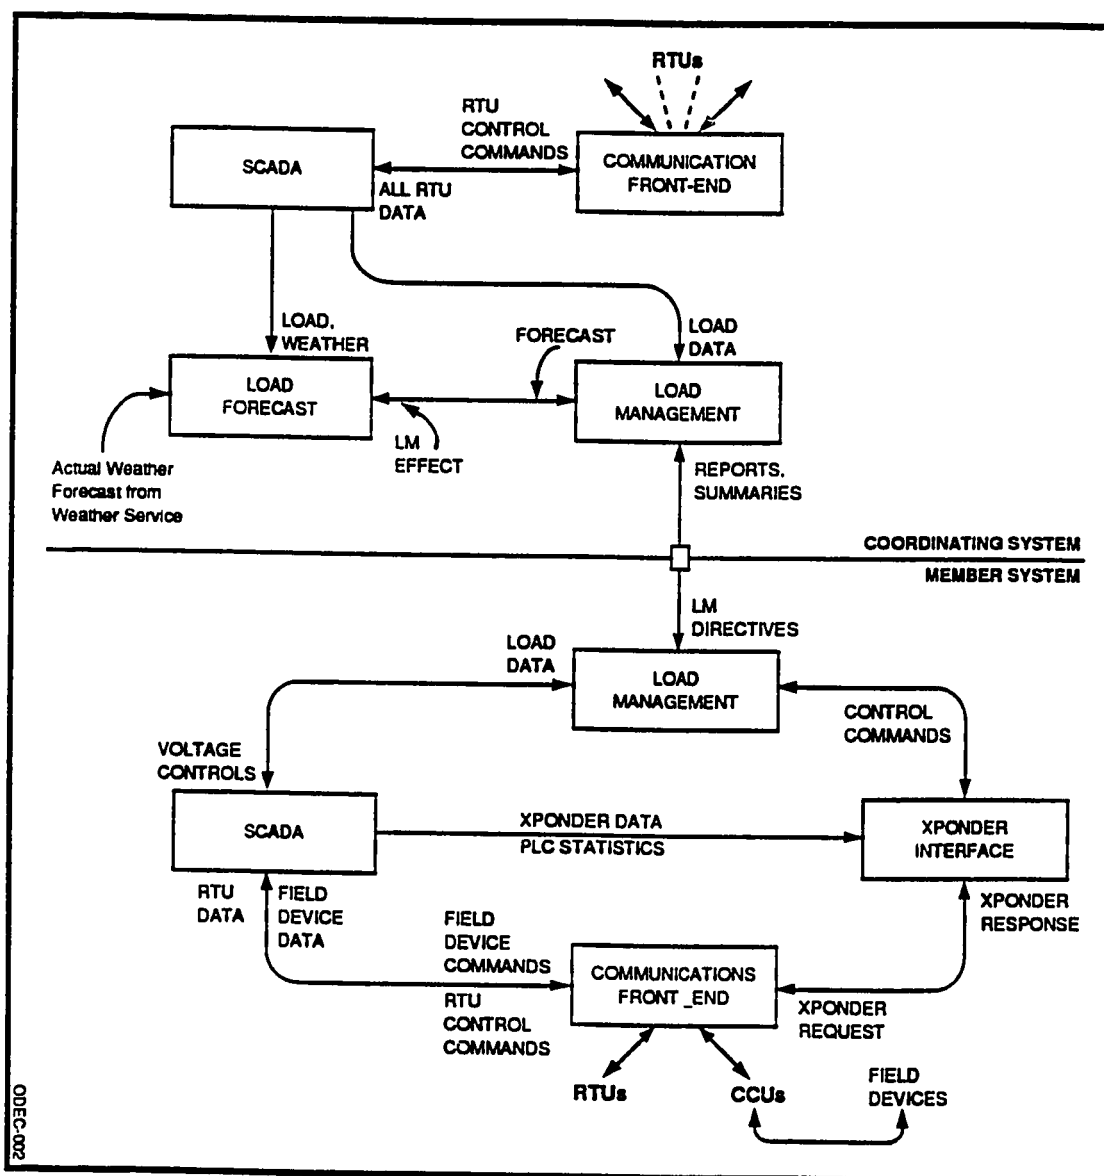 RTUs
RTU
CONTROL
COMMANDS
SCADA
COMMUNICATION
FRONT-END
ALL RTU
DATA
LOAD,
WEATHER
FORECAST
LOAD
DATA
LOAD
FORECAST
LOAD
MANAGEMENT
LM
EFFECT
Actual Weather
Forecast from
Weather Service
REPORTS,
SUMMARIES
COORDINATING SYSTEM
MEMBER SYSTEM
LM
DIRECTIVES
LOAD
DATA
LOAD
MANAGEMENT
CONTROL
COMMANDS
VOLTAGE
CONTROLS
SCADA
XPONDER DATA
PLC STATISTICS
XPONDER
INTERFACE
RTU
DATA
FIELD
DEVICE
DATA
XPONDER
RESPONSE
FIELD
DEVICE
COMMANDS
COMMUNICATIONS
FRONT_END
RTU
CONTROL
COMMANDS
XPONDER
REQUEST
RTUs
CCUs
FIELD
DEVICES
ODEC-002